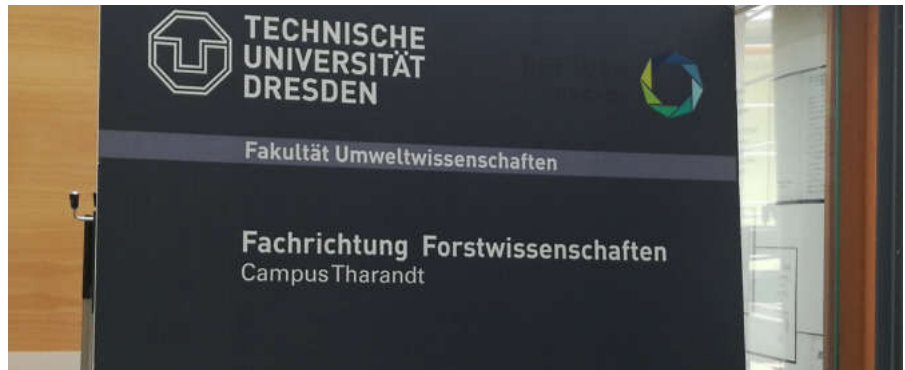 TECHNISCHE
UNIVERSITÄT
DRESDEN
Fakultät Umweltwissenschaften
Fachrichtung Forstwissenschaften
Campus Tharandt